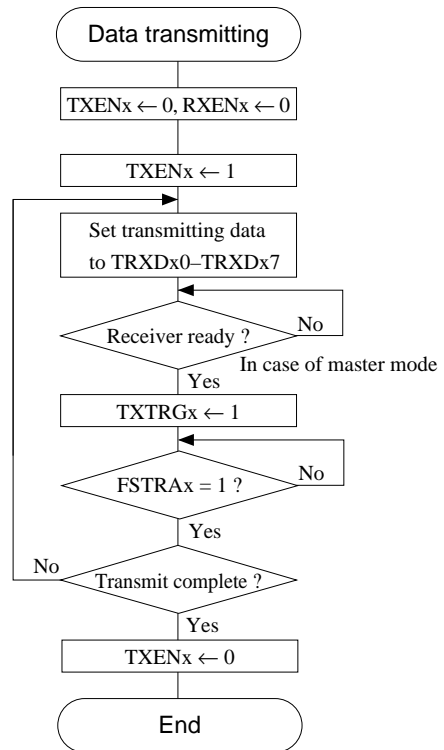 Data transmitting
TXENx ← 0, RXENx ← 0
TXENx ← 1
Set transmitting data
to TRXDx0–TRXDx7
Receiver ready ?
No
In case of master mode
Yes
TXTRGx ← 1
FSTRAx = 1 ?
No
Yes
No
Transmit complete ?
Yes
TXENx ← 0
End